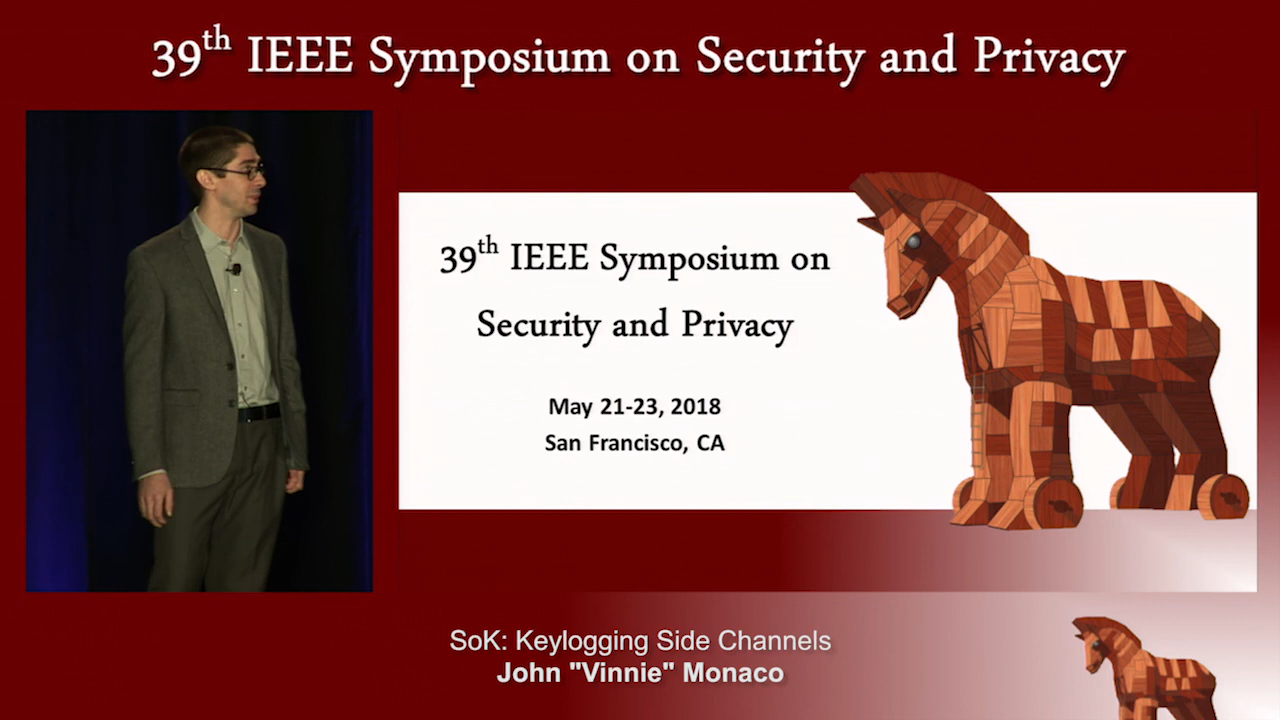 39th IEEE Symposium on Security and Privacy
39th IEEE Symposium on
Security and Privacy
May 21-23, 2018
San Francisco, CA
SoK: Keylogging Side Channels
John "Vinnie" Monaco